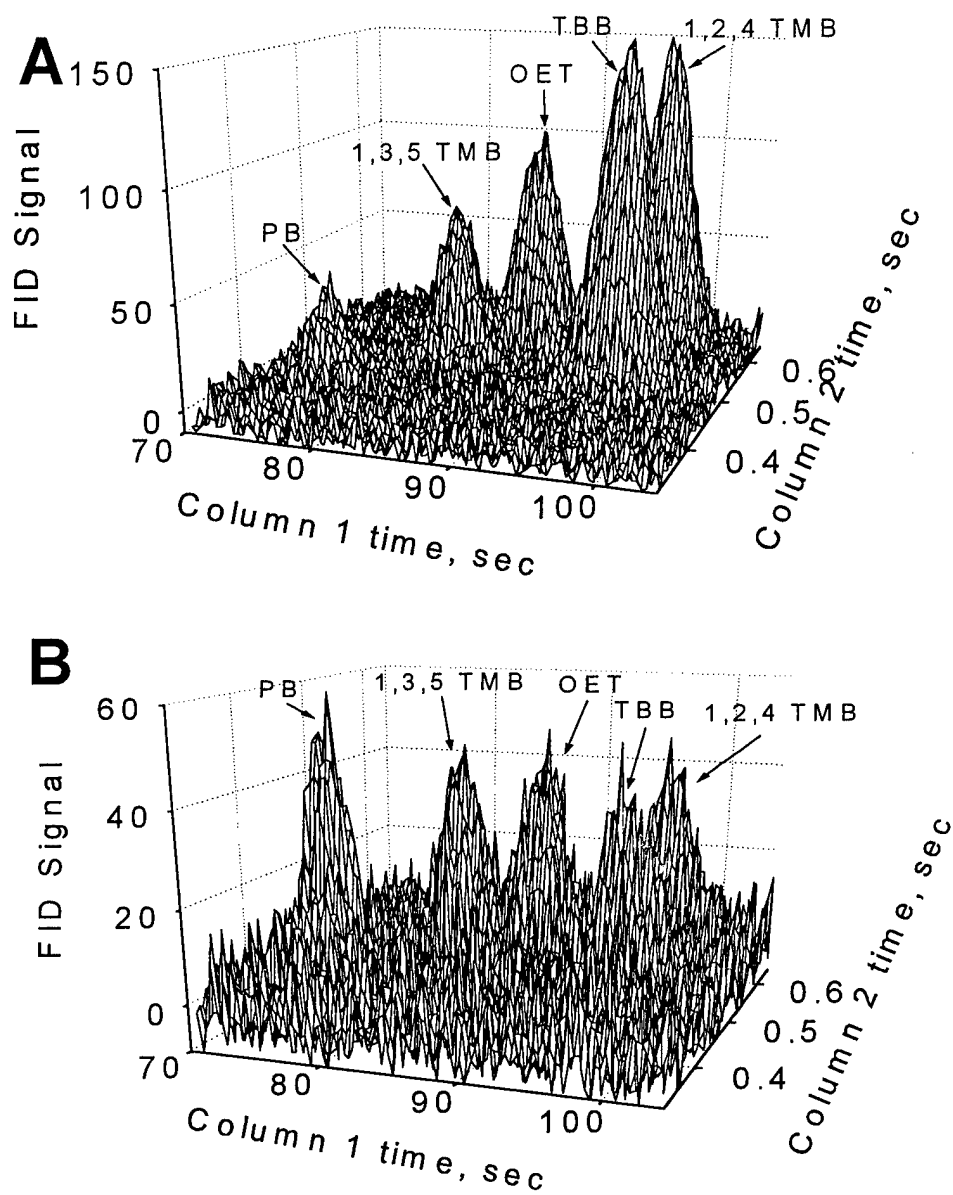 A
150
100
50
0
FID Signal
PB
1,3,5 TMB
OET
TBB
1,2,4 TMB
70
80
90
100
Column 1 time, sec
0.4
0.5
0.6
Column 2 time, sec
B
60
40
20
0
FID Signal
PB
1,3,5 TMB
OET
TBB
1,2,4 TMB
70
80
90
100
Column 1 time, sec
0.4
0.5
0.6
Column 2 time, sec